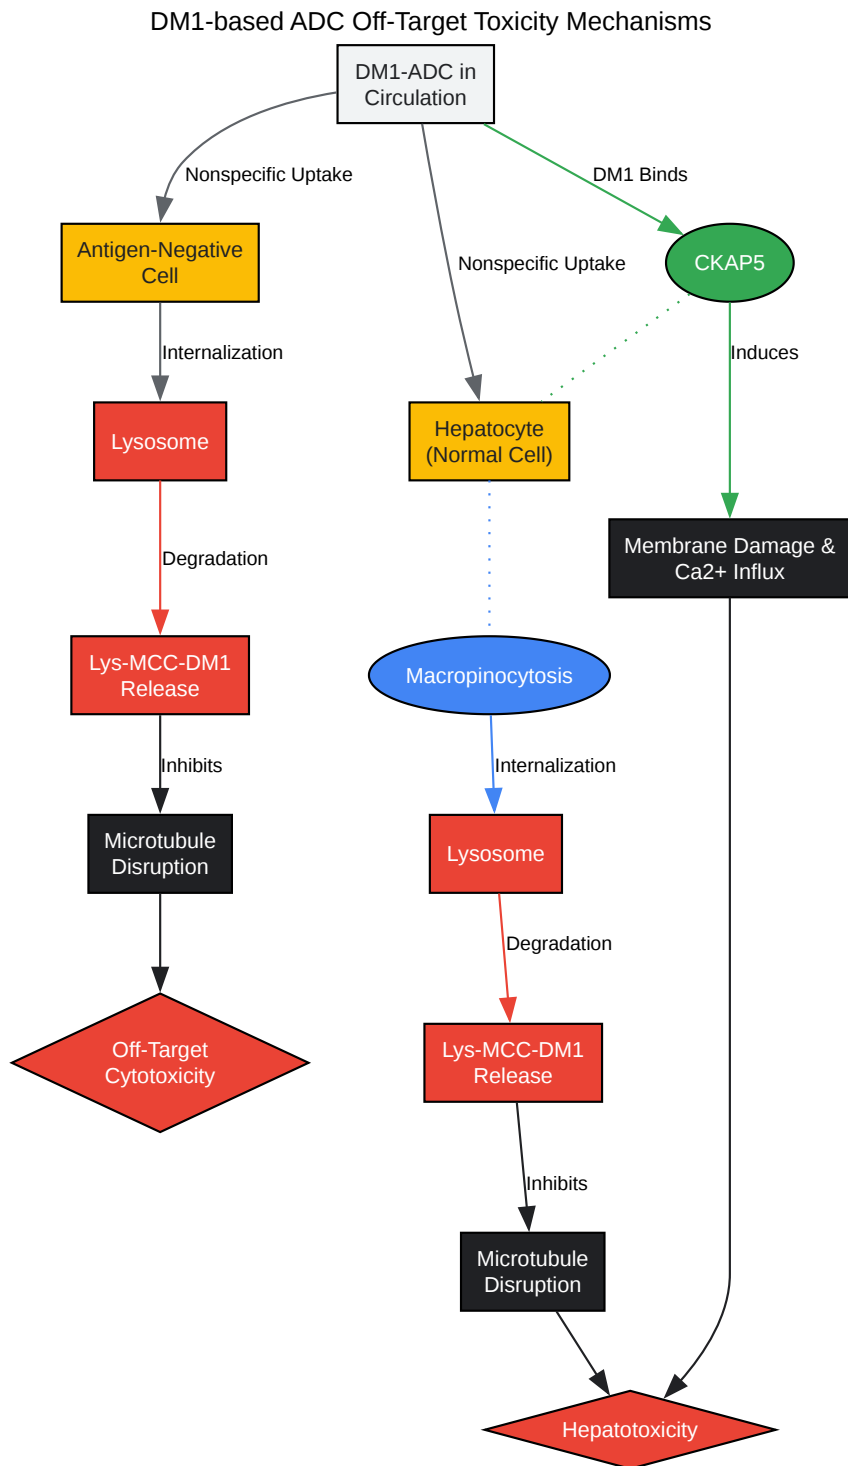 DM1-based ADC Off-Target Toxicity Mechanisms
DM1-ADC in
Circulation
Nonspecific Uptake
DM1 Binds
Antigen-Negative
Cell
Nonspecific Uptake
CKAP5
Internalization
Induces
Lysosome
Hepatocyte
(Normal Cell)
Degradation
Membrane Damage &
Ca2+ Influx
Lys-MCC-DM1
Release
Macropinocytosis
Inhibits
Internalization
Microtubule
Disruption
Lysosome
Degradation
Off-Target
Cytotoxicity
Lys-MCC-DM1
Release
Inhibits
Microtubule
Disruption
Hepatotoxicity